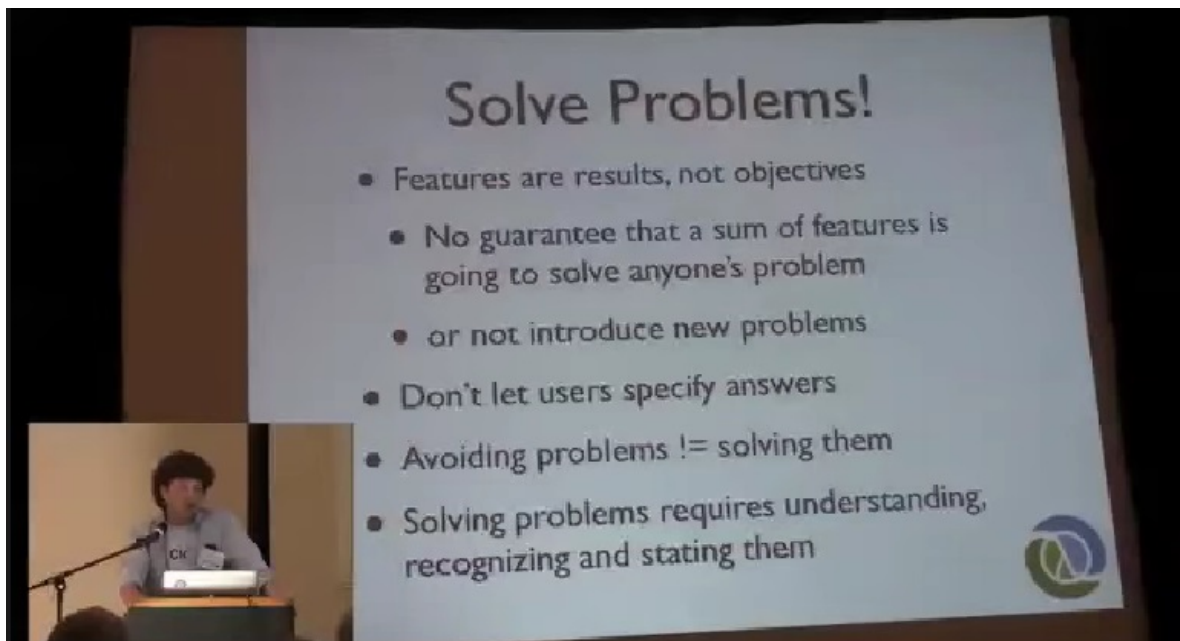 Solve Problems!
• Features are results, not objectives
• No guarantee that a sum of features is
going to solve anyone's problem
• or not introduce new problems
• Don't let users specify answers
• Avoiding problems != solving them
• Solving problems requires understanding,
recognizing and stating them